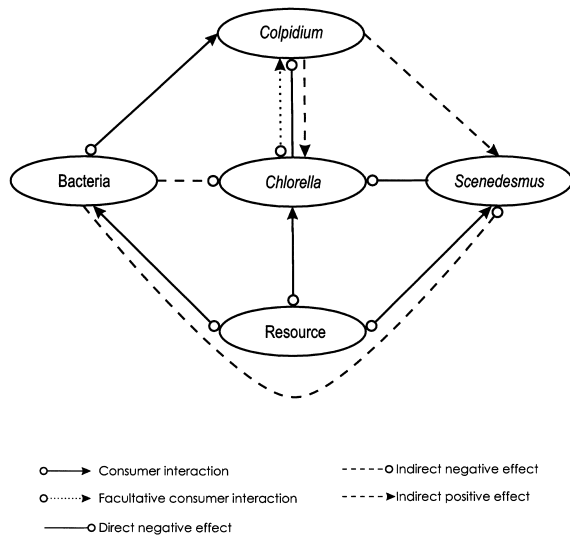 Colpidium
Bacteria
Chlorella
Scenedesmus
Resource
Consumer interaction
Indirect negative effect
Facultative consumer interaction
Indirect positive effect
Direct negative effect